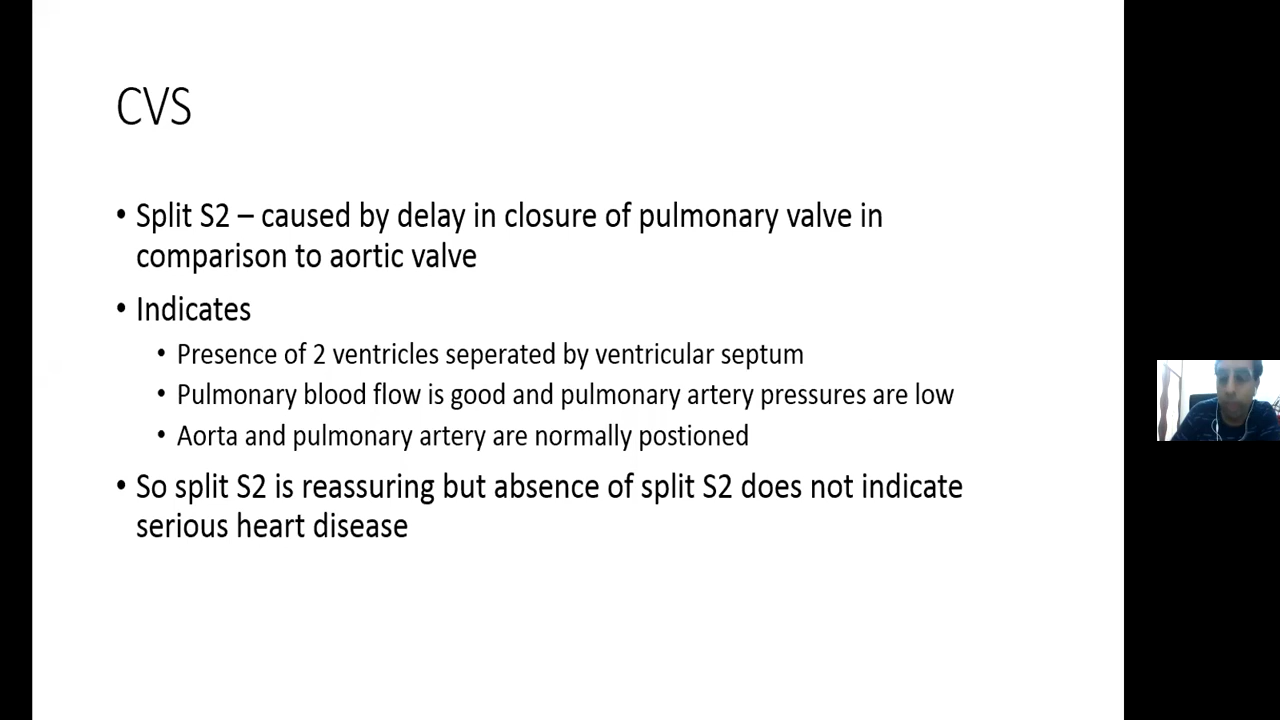 CVS
• Split S2 – caused by delay in closure of pulmonary valve in
comparison to aortic valve
• Indicates
• Presence of 2 ventricles seperated by ventricular septum
• Pulmonary blood flow is good and pulmonary artery pressures are low
• Aorta and pulmonary artery are normally postioned
• So split S2 is reassuring but absence of split S2 does not indicate
serious heart disease